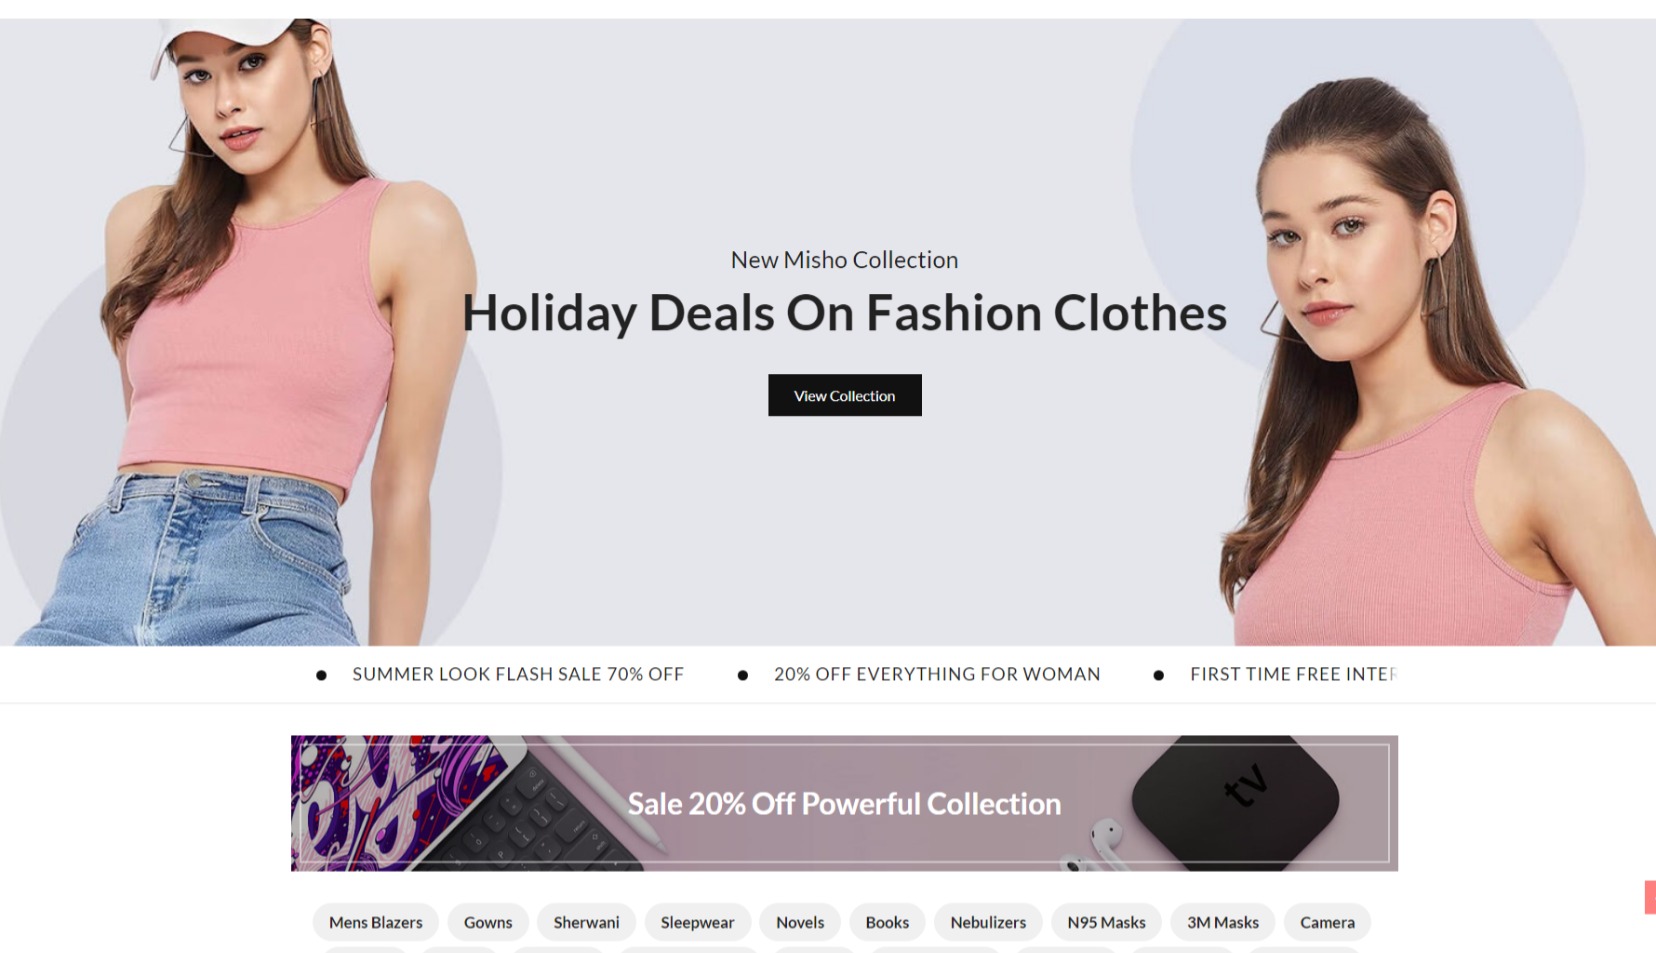 New Misho Collection
Holiday Deals On Fashion Clothes
View Collection
SUMMER LOOK FLASH SALE 70% OFF
20% OFF EVERYTHING FOR WOMAN
FIRST TIME FREE INTER
tv
Sale 20% Off Powerful Collection
Mens Blazers
Gowns
Sherwani
Sleepwear
Novels
Books
Nebulizers
N95 Masks
3M Masks
Camera